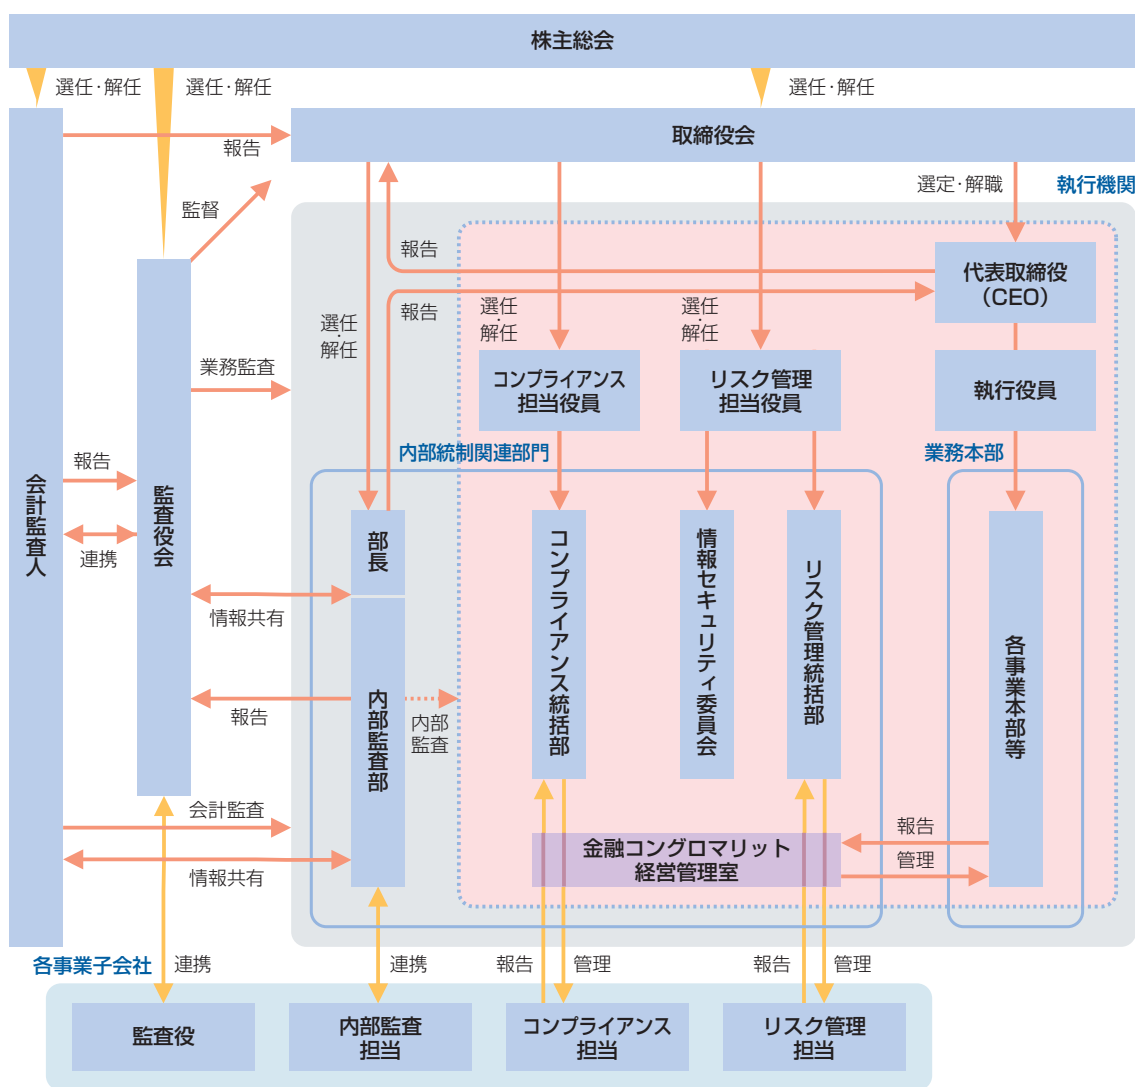 株主総会
選任・解任
選任・解任
選任・解任
取締役会
報告
監督
選定・解職
執行機関
報告
代表取締役
（CEO）
報告
選任・解任
選任・解任
選任・解任
業務監査
コンプライアンス
担当役員
リスク管理
担当役員
執行役員
内部統制関連部門
業務本部
報告
会計監査人
監査役会
連携
部長
コンプライアンス統括部
情報セキュリティ委員会
リスク管理統括部
各事業本部等
情報共有
報告
内部監査部
内部
監査
会計監査
情報共有
金融コングロマリット
経営管理室
報告
管理
各事業子会社
連携
連携
報告
管理
報告
管理
監査役
内部監査
担当
コンプライアンス
担当
リスク管理
担当